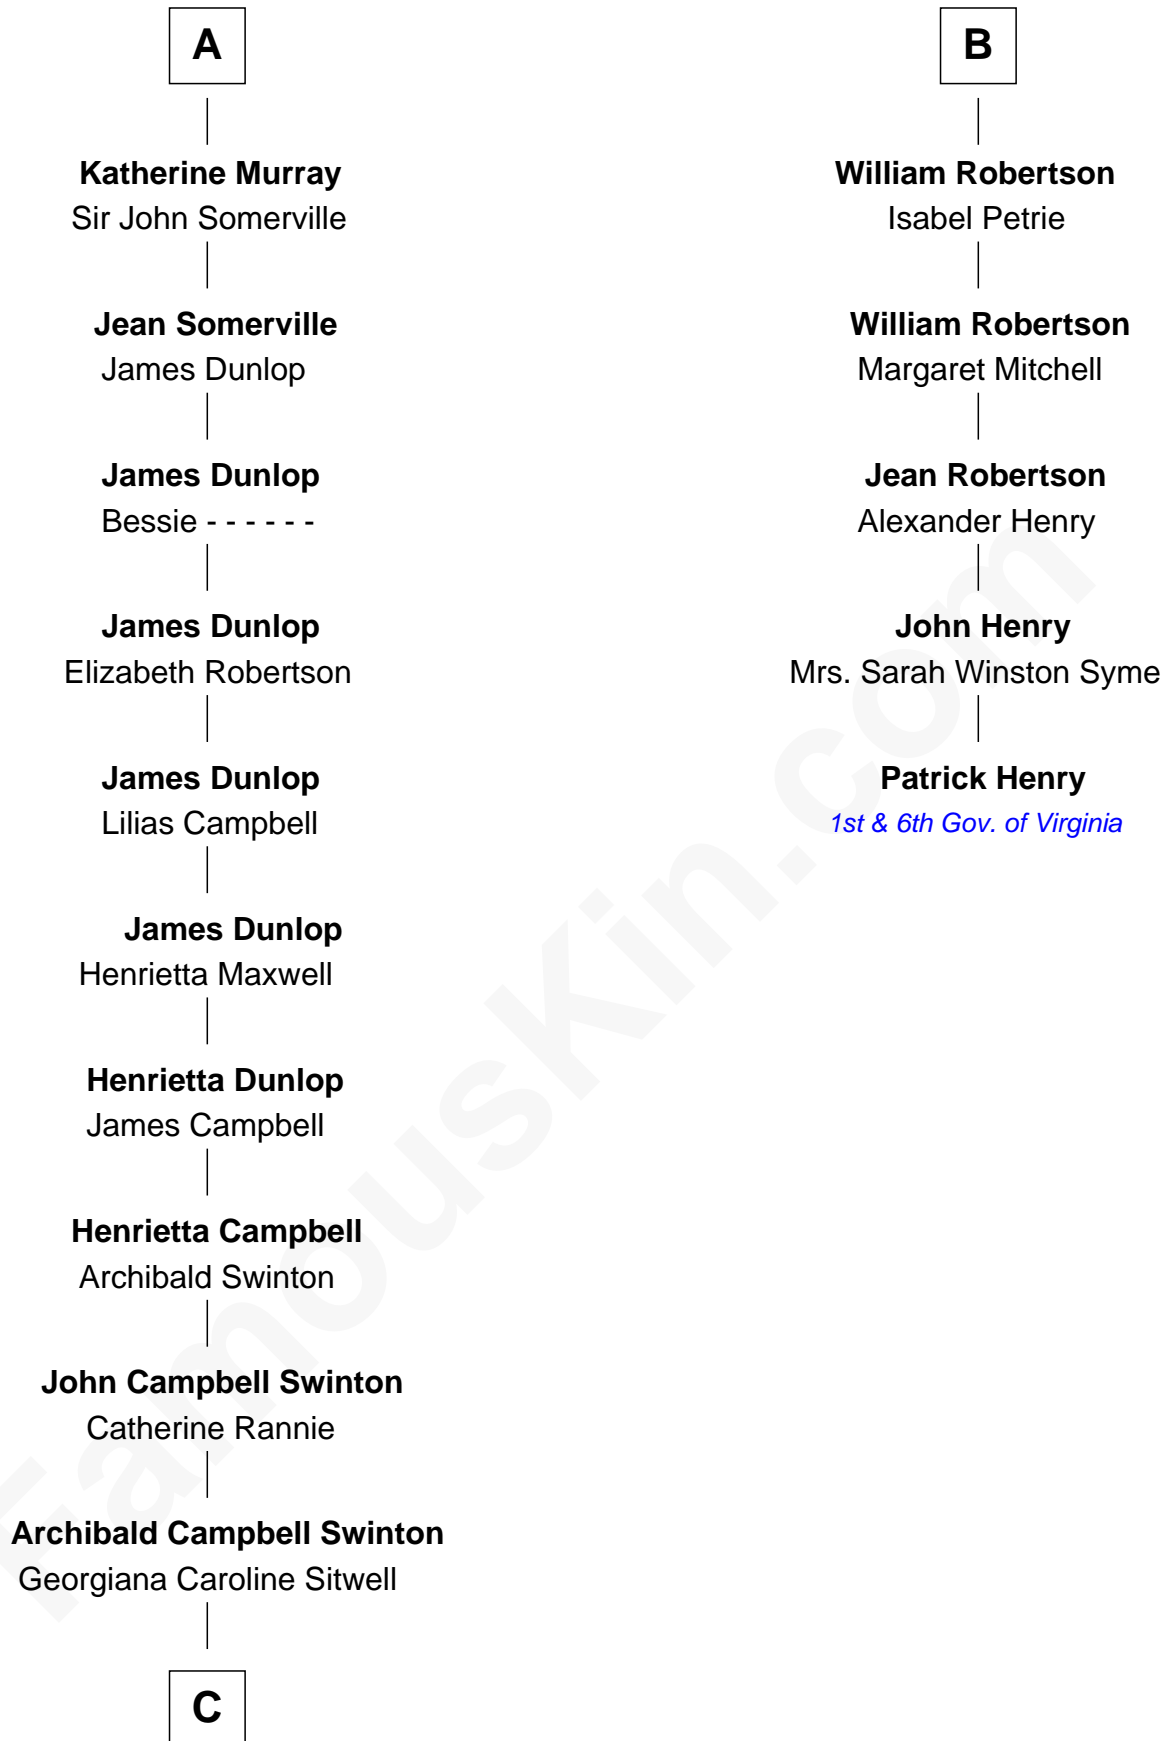 A
Katherine Murray
Sir John Somerville
Jean Somerville
James Dunlop
James Dunlop
Bessie - - - - - -
James Dunlop
Elizabeth Robertson
James Dunlop
Lilias Campbell
James Dunlop
Henrietta Maxwell
Henrietta Dunlop
James Campbell
Henrietta Campbell
Archibald Swinton
John Campbell Swinton
Catherine Rannie
Archibald Campbell Swinton
Georgiana Caroline Sitwell
C
B
William Robertson
Isabel Petrie
William Robertson
Margaret Mitchell
Jean Robertson
Alexander Henry
John Henry
Mrs. Sarah Winston Syme
Patrick Henry
1st & 6th Gov. of Virginia
FamousKin.com